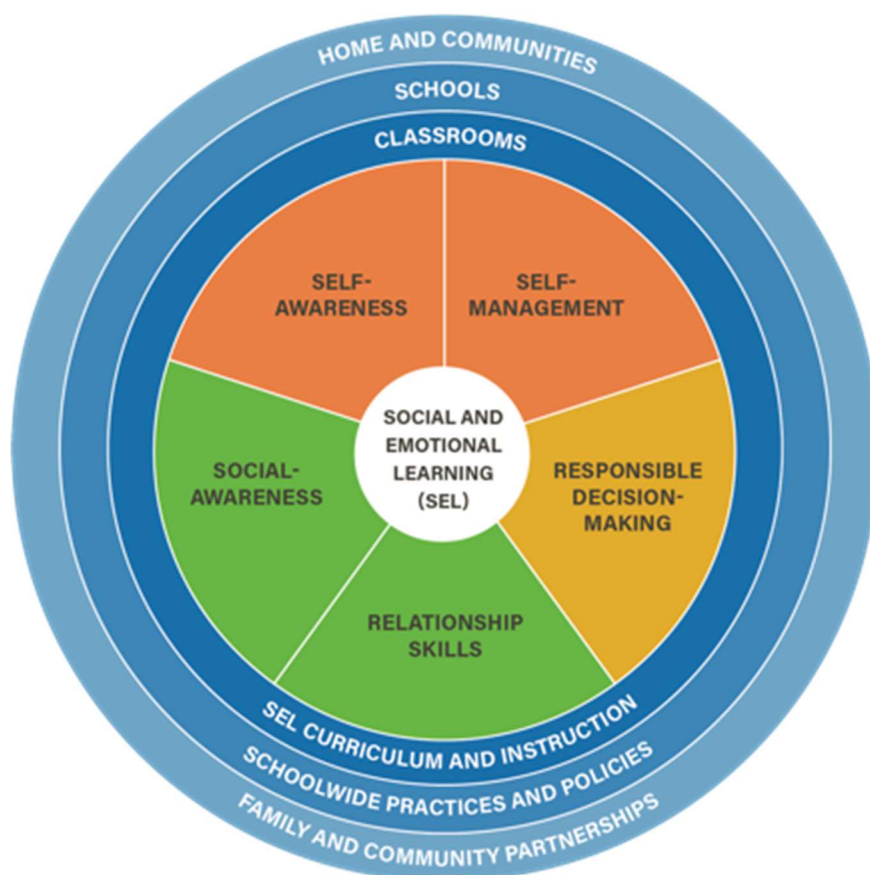 HOME AND COMMUNITIES
SCHOOLS
CLASSROOMS
SELF-
AWARENESS
SELF-
MANAGEMENT
SOCIAL-
AWARENESS
SOCIAL AND
EMOTIONAL
LEARNING
(SEL)
RESPONSIBLE
DECISION-
MAKING
RELATIONSHIP
SKILLS
SEL CURRICULUM AND INSTRUCTION
SCHOOLWIDE PRACTICES AND POLICIES
FAMILY AND COMMUNITY PARTNERSHIPS